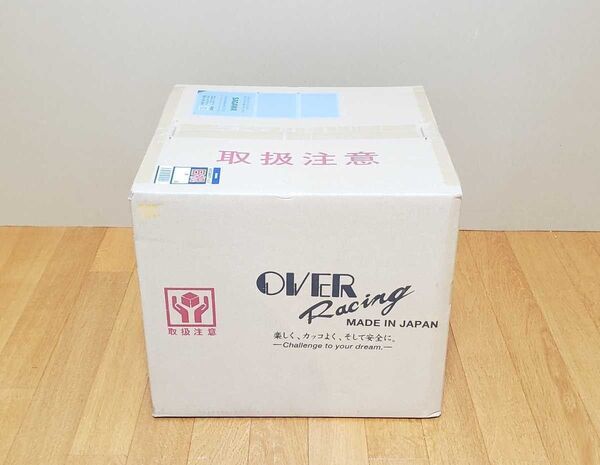 取扱注意
OVER
Racing
MADE IN JAPAN
楽しく、カッコよく、そして安全に。
—Challenge to your dream.—
取扱注意